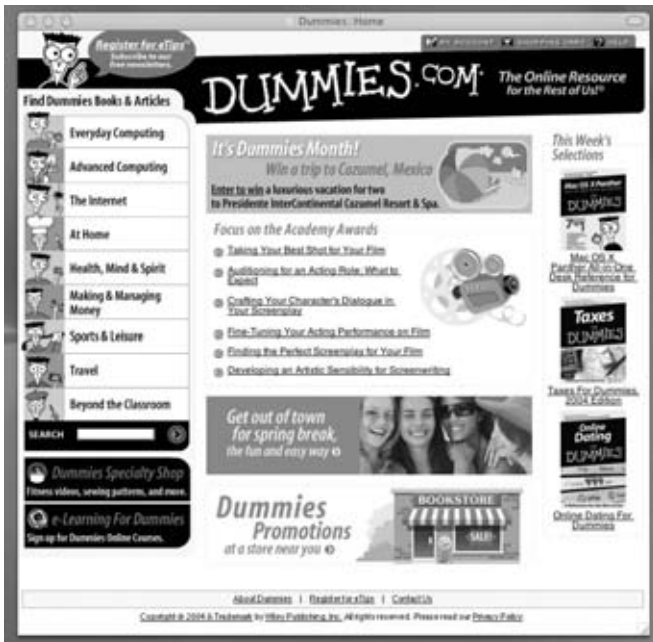 Dummies: Home
Register for eTips
Subscribe to our
free newsletters.
MY ACCOUNT
SHOPPING CART
? HELP
DUMMIES.COM
The Online Resource
for the Rest of Us!®
Find Dummies Books & Articles
Everyday Computing
Advanced Computing
The Internet
At Home
Health, Mind & Spirit
Making & Managing
Money
Sports & Leisure
Travel
Beyond the Classroom
SEARCH
Dummies Specialty Shop
Fitness videos, sewing patterns, and more.
e-Learning For Dummies
Sign up for Dummies Online Courses.
It's Dummies Month!
Win a trip to Cozumel, Mexico
Enter to win a luxurious vacation for two
to Presidente InterContinental Cozumel Resort & Spa.
Focus on the Academy Awards
Taking Your Best Shot for Your Film
Auditioning for an Acting Role: What to
Expect
Crafting Your Character's Dialogue in
Your Screenplay
Fine-Tuning Your Acting Performance on Film
Finding the Perfect Screenplay for Your Film
Developing an Artistic Sensibility for Screenwriting
Get out of town
for spring break,
the fun and easy way
BOOKSTORE
SALE!
Dummies
Promotions
at a store near you
This Week's
Selections
Mac OS X Panther
DUMMIES
Mac OS X
Panther All-in-One
Desk Reference for
Dummies
Taxes
DUMMIES
Taxes For Dummies,
2004 Edition
Online
Dating
DUMMIES
Online Dating For
Dummies
About Dummies | Register for eTips | Contact Us
Copyright © 2004 & Trademark by Wiley Publishing, Inc. All rights reserved. Please read our Privacy Policy.